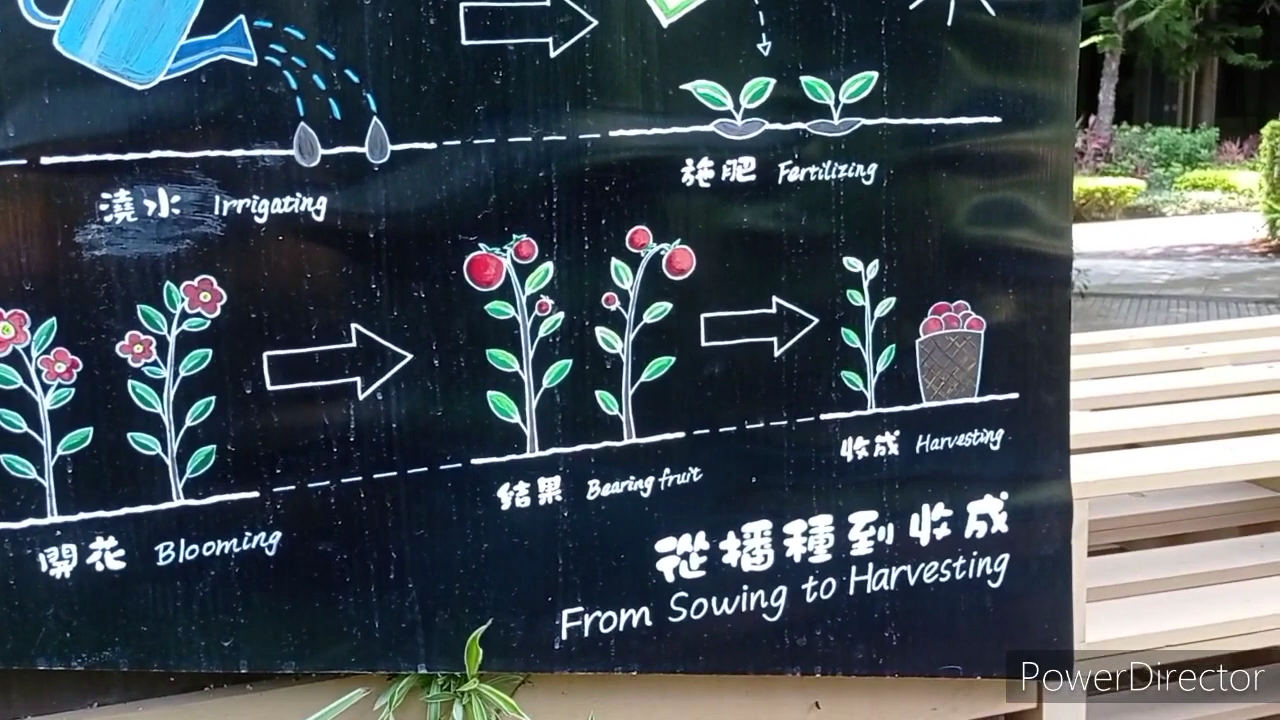 施肥 Fertilizing
澆水 Irrigating
收成 Harvesting
結果 Bearing fruit
開花 Blooming
從播種到收成
From Sowing to Harvesting
PowerDirector